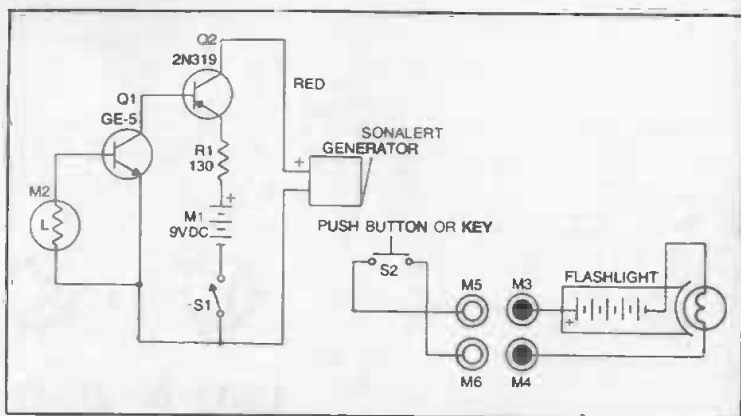 Q2
2N319
Q1
GE-5
RED
R1
130
SONALERT
GENERATOR
+
M2
L
+
M1
9VDC
S1
PUSH BUTTON OR KEY
S2
M5
M3
FLASHLIGHT
+
M6
M4